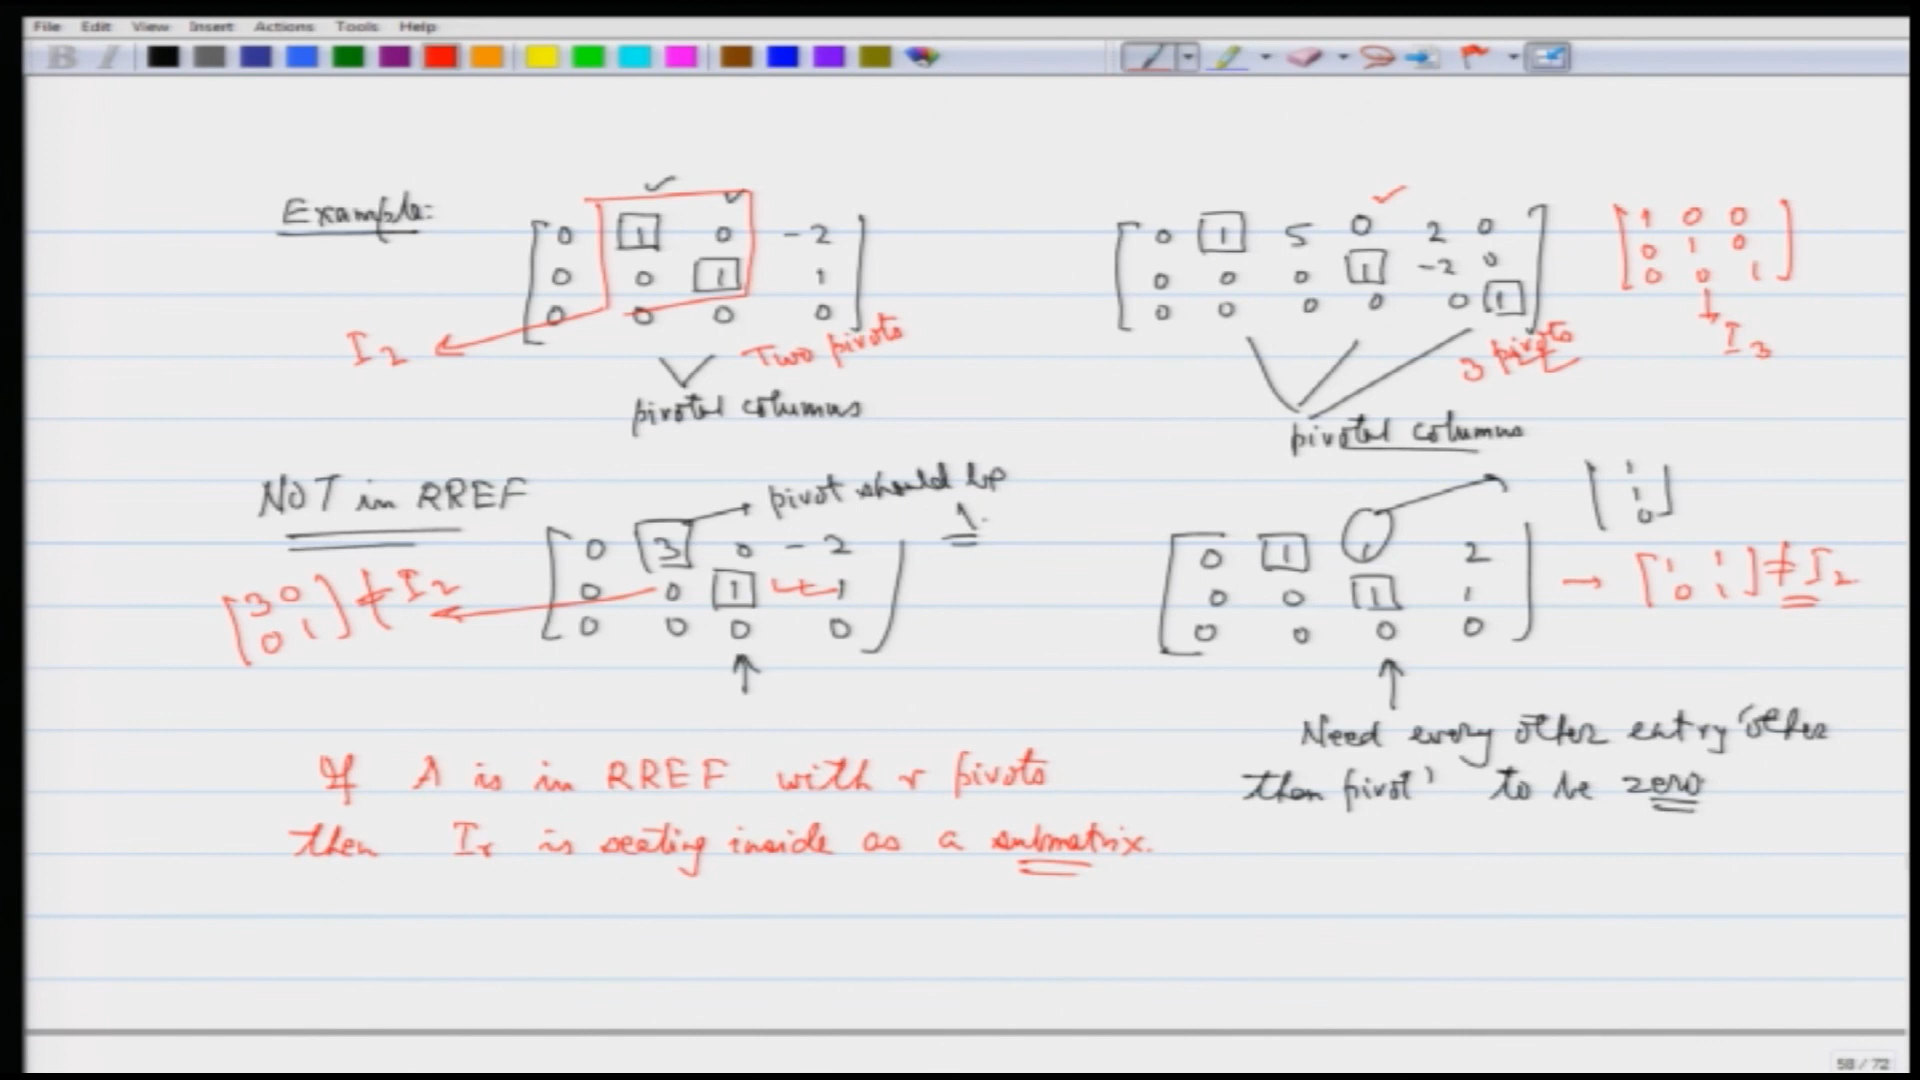 File Edit View Insert Actions Tools Help
B I
Example:
0 1 0 -2
0 0 1 1
0 0 0 0
I2
Two pivots
pivotal columns
0 1 5 0 2 0
0 0 0 1 -2 0
0 0 0 0 0 1
3 pivots
pivotal columns
1 0 0
0 1 0
0 0 1
I3
NOT in RREF
pivot should be
1.
0 3 0 -2
0 0 1 1
0 0 0 0
[3 0
0 1] ≠ I2
0 1 1 2
0 0 1 1
0 0 0 0
1
1
0
→ [1 1
0 1] ≠ I2
Need every other entry 'other
than pivot' to be zero
If A is in RREF with r pivots
then Ir is seating inside as a submatrix.
58 / 72